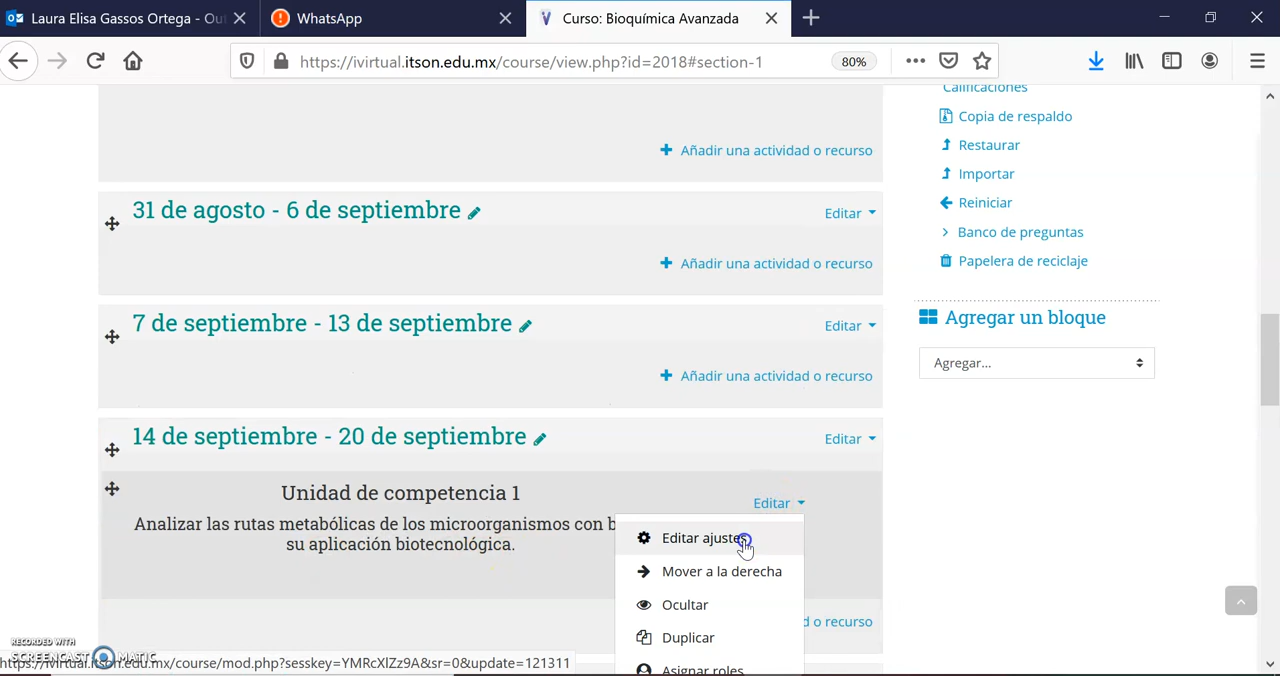 Laura Elisa Gassos Ortega - Ou
WhatsApp
Curso: Bioquímica Avanzada
https://ivirtual.itson.edu.mx/course/view.php?id=2018#section-1
80%
Calificaciones
Copia de respaldo
Añadir una actividad o recurso
Restaurar
Importar
31 de agosto - 6 de septiembre
Editar
Reiniciar
Banco de preguntas
Añadir una actividad o recurso
Papelera de reciclaje
7 de septiembre - 13 de septiembre
Editar
Agregar un bloque
Agregar...
Añadir una actividad o recurso
14 de septiembre - 20 de septiembre
Editar
Unidad de competencia 1
Editar
Analizar las rutas metabólicas de los microorganismos con b
su aplicación biotecnológica.
Editar ajustes
Mover a la derecha
Ocultar
d o recurso
Duplicar
RECORDED WITH
SCREENCAST MATIC
https://ivirtual.itson.edu.mx/course/mod.php?sesskey=YMRcXlZz9A&sr=0&update=121311
Asignar roles